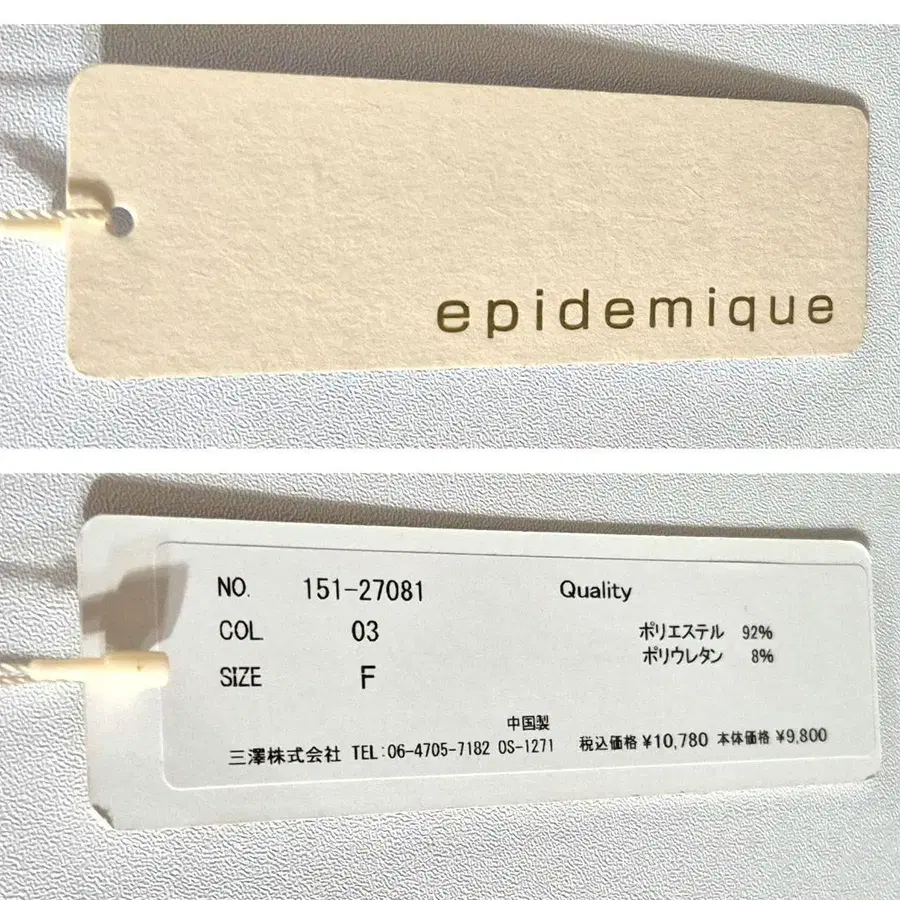 epidemique
NO. 151-27081 Quality
COL 03 ポリエステル 92%
ポリウレタン 8%
SIZE F
中国製
三澤株式会社 TEL:06-4705-7182 OS-1271 税込価格 ¥10,780 本体価格 ¥9,800